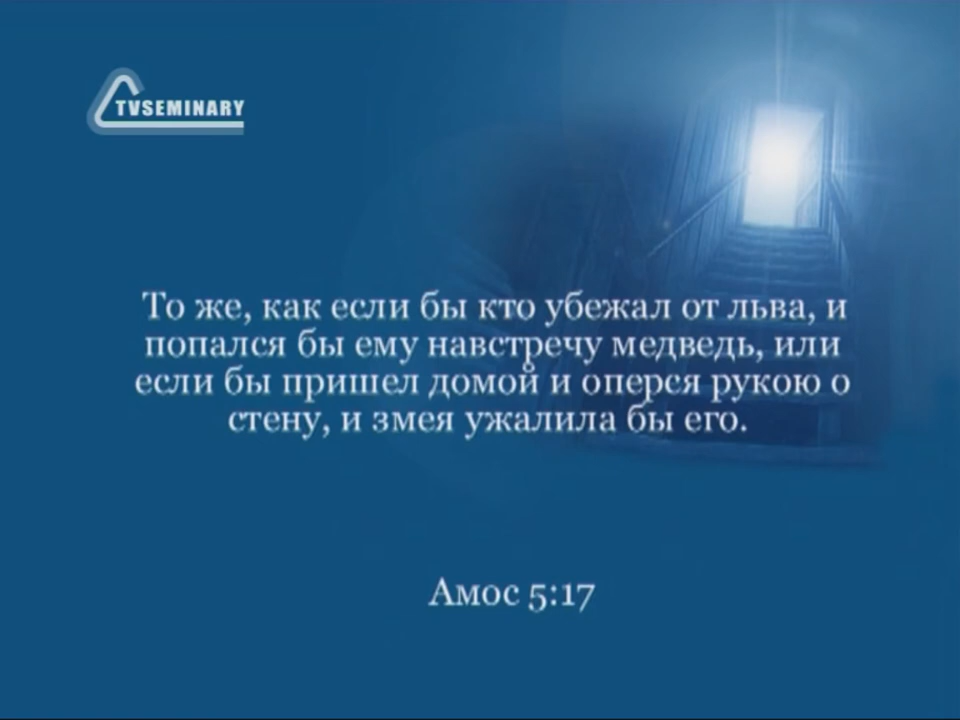 TVSEMINARY
То же, как если бы кто убежал от льва, и
попался бы ему навстречу медведь, или
если бы пришел домой и оперся рукою о
стену, и змея ужалила бы его.
Амос 5:17